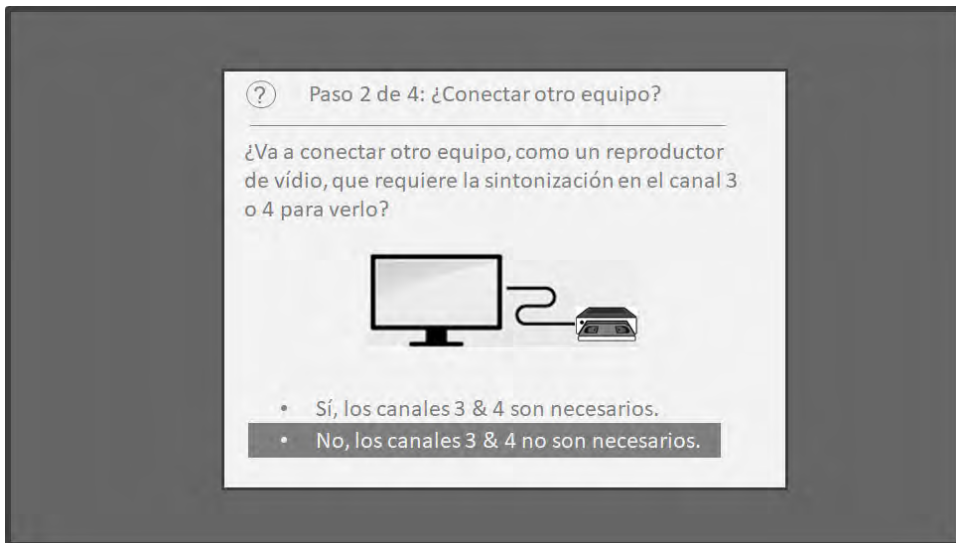 ? Paso 2 de 4: ¿Conectar otro equipo?
¿Va a conectar otro equipo, como un reproductor
de vídio, que requiere la sintonización en el canal 3
o 4 para verlo?
• Sí, los canales 3 & 4 son necesarios.
• No, los canales 3 & 4 no son necesarios.